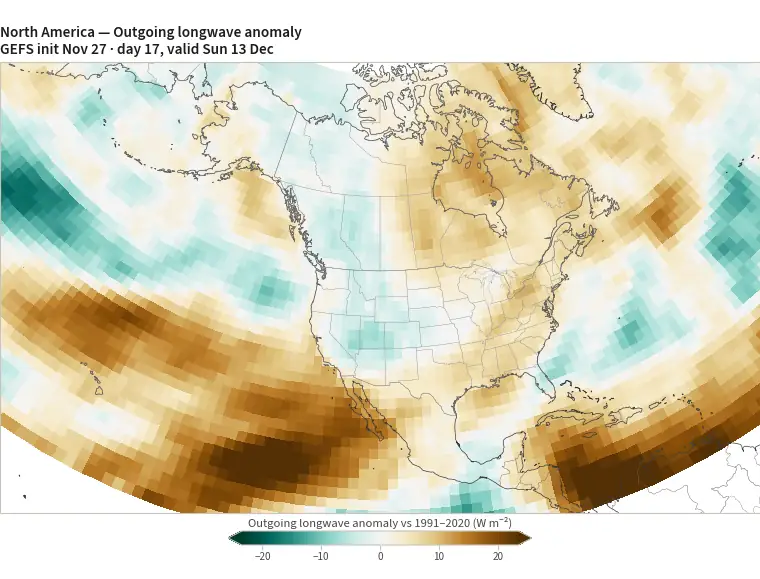 North America — Outgoing longwave anomaly
GEFS init Nov 27 · day 17, valid Sun 13 Dec
Outgoing longwave anomaly vs 1991–2020 (W m⁻²)
−20 −10 0 10 20